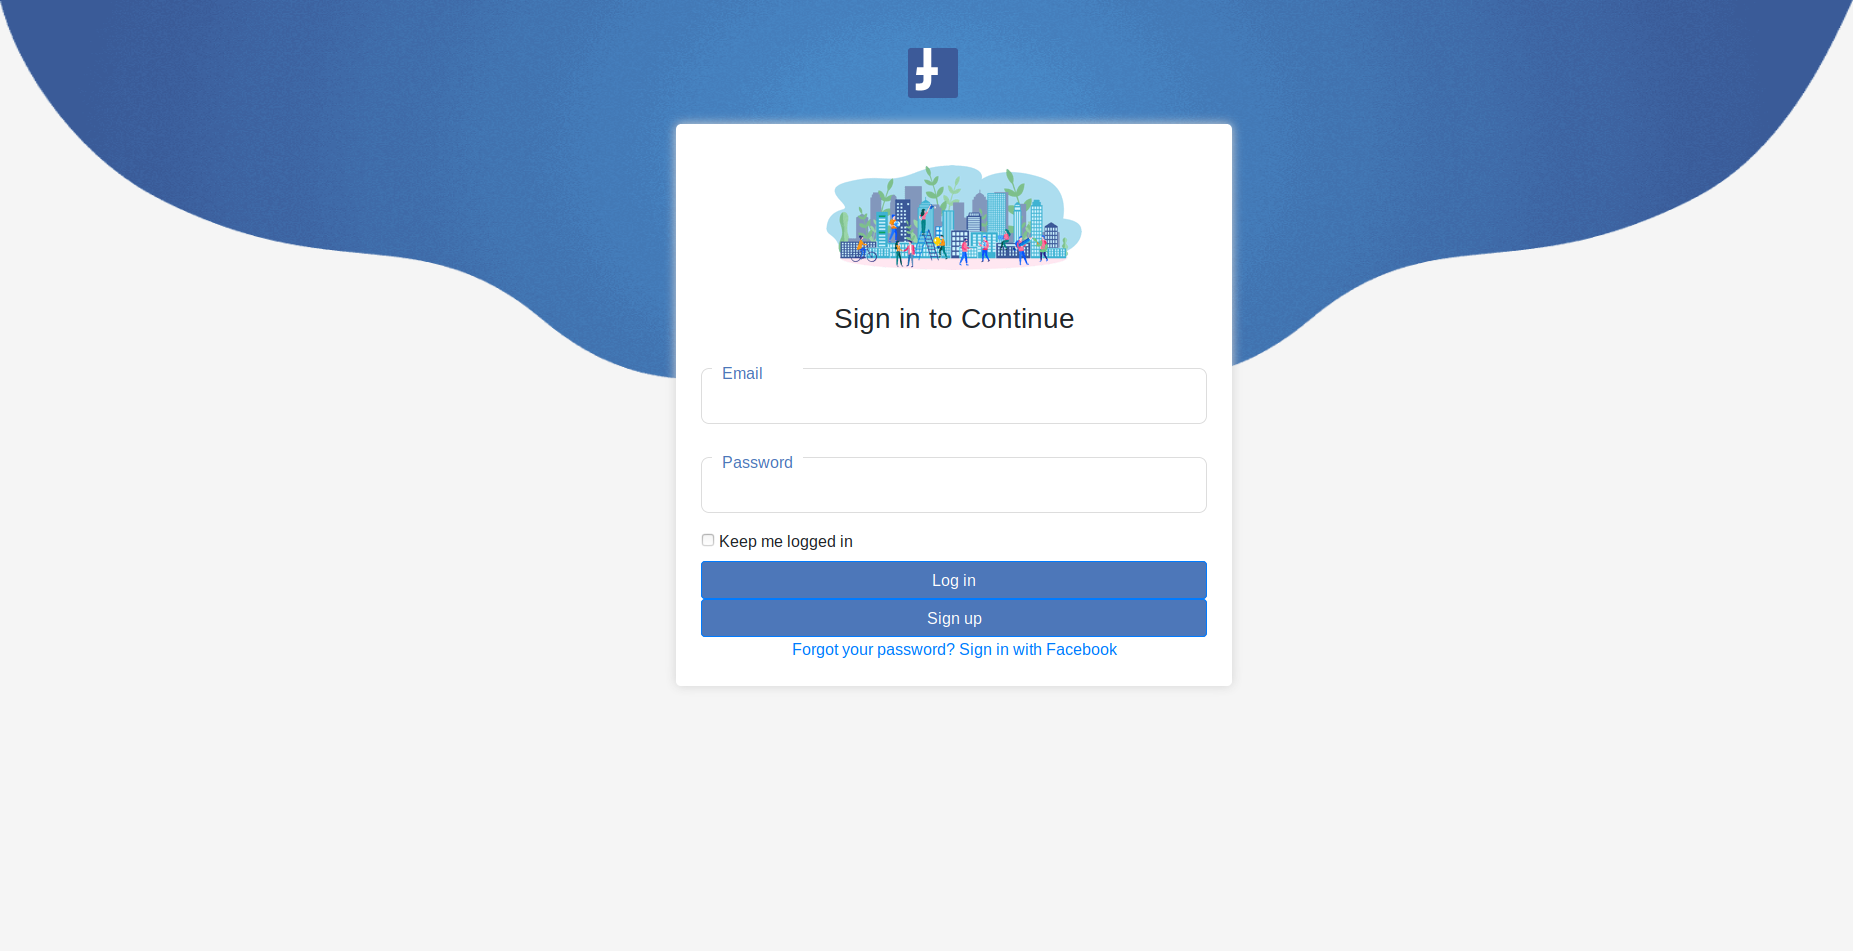 Sign in to Continue
Email
Password
Keep me logged in
Log in
Sign up
Forgot your password? Sign in with Facebook